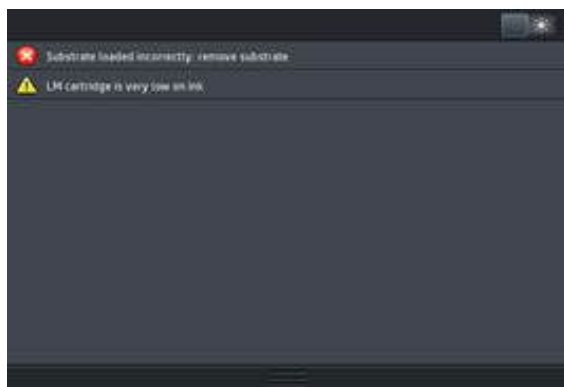 Substrate loaded incorrectly: remove substrate
LM cartridge is very low on ink